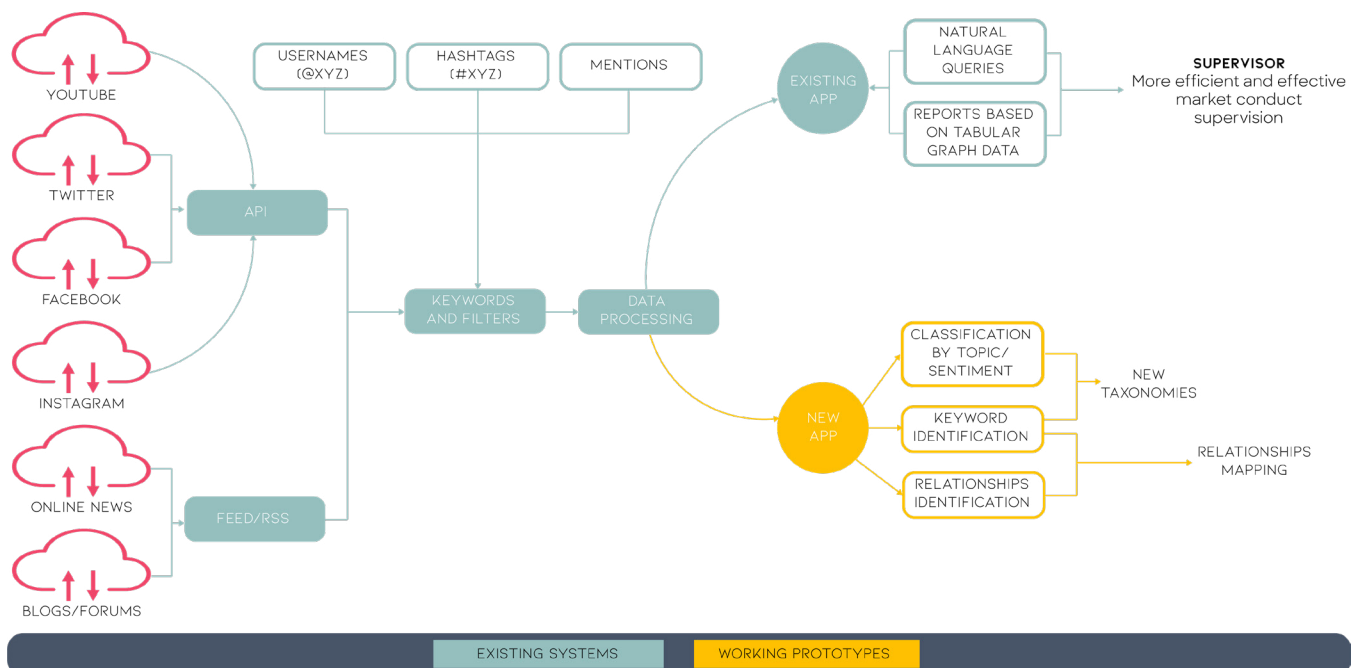 YOUTUBE
TWITTER
FACEBOOK
INSTAGRAM
ONLINE NEWS
BLOGS/FORUMS
API
FEED/RSS
USERNAMES
(@XYZ)
HASHTAGS
(#XYZ)
MENTIONS
KEYWORDS
AND FILTERS
DATA
PROCESSING
EXISTING
APP
NATURAL
LANGUAGE
QUERIES
REPORTS BASED
ON TABULAR
GRAPH DATA
SUPERVISOR
More efficient and effective
market conduct
supervision
NEW
APP
CLASSIFICATION
BY TOPIC/
SENTIMENT
KEYWORD
IDENTIFICATION
RELATIONSHIPS
IDENTIFICATION
NEW
TAXONOMIES
RELATIONSHIPS
MAPPING
EXISTING SYSTEMS
WORKING PROTOTYPES